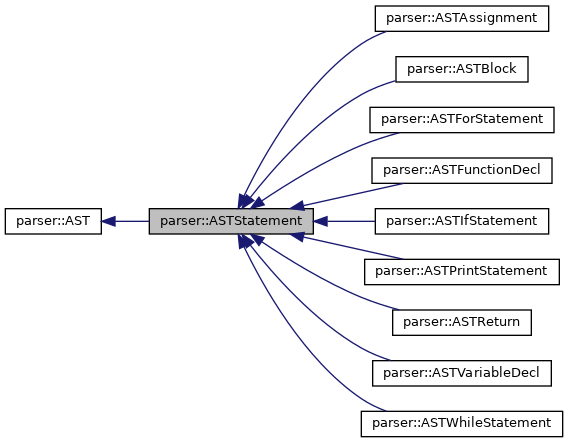 parser::AST
parser::ASTStatement
parser::ASTAssignment
parser::ASTBlock
parser::ASTForStatement
parser::ASTFunctionDecl
parser::ASTIfStatement
parser::ASTPrintStatement
parser::ASTReturn
parser::ASTVariableDecl
parser::ASTWhileStatement